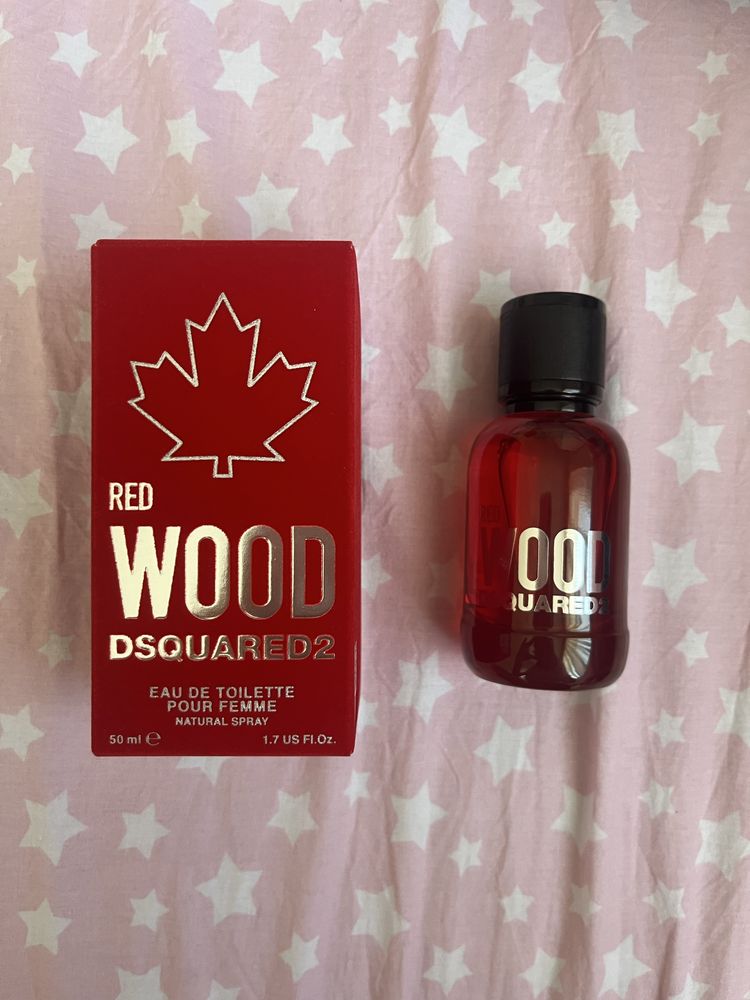 RED
WOOD
DSQUARED2
EAU DE TOILETTE
POUR FEMME
NATURAL SPRAY
50 ml ℮ 1.7 US Fl.Oz.
RED
WOOD
DSQUARED2